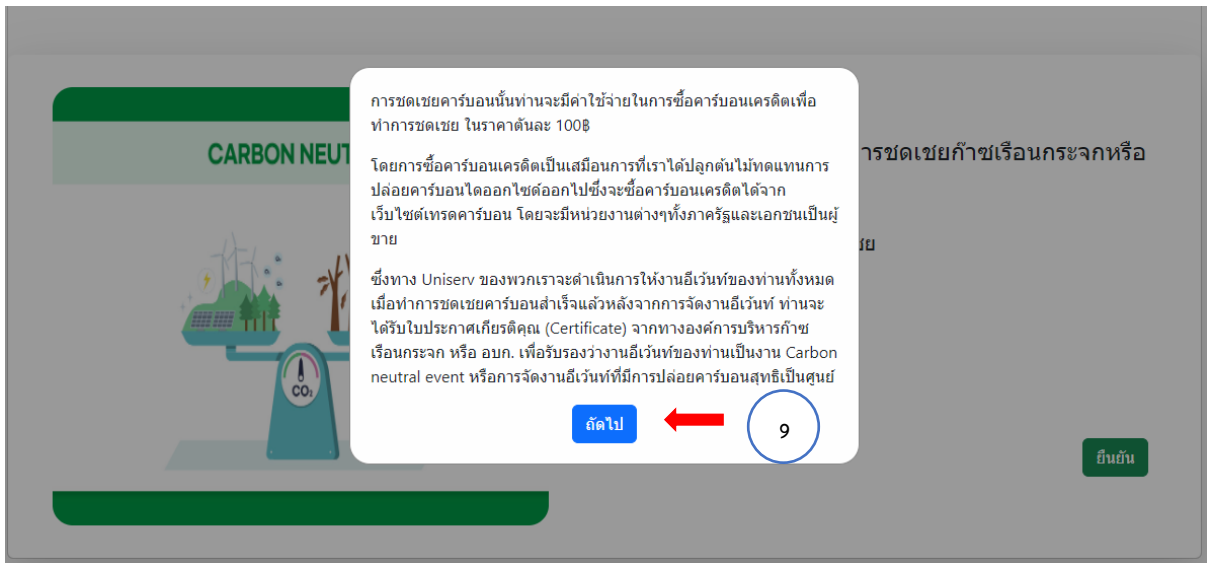 การชดเชยคาร์บอนนั้นท่านจะมีค่าใช้จ่ายในการซื้อคาร์บอนเครดิตเพื่อ
ทำการชดเชย ในราคาตันละ 100฿
โดยการซื้อคาร์บอนเครดิตเป็นเสมือนการที่เราได้ปลูกต้นไม้ทดแทนการ
ปล่อยคาร์บอนไดออกไซด์ออกไปซึ่งจะซื้อคาร์บอนเครดิตได้จาก
เว็บไซต์เทรดคาร์บอน โดยจะมีหน่วยงานต่างๆทั้งภาครัฐและเอกชนเป็นผู้
ขาย
ซึ่งทาง Uniserv ของพวกเราจะดำเนินการให้งานอีเว้นท์ของท่านทั้งหมด
เมื่อทำการชดเชยคาร์บอนสำเร็จแล้วหลังจากการจัดงานอีเว้นท์ ท่านจะ
ได้รับใบประกาศเกียรติคุณ (Certificate) จากทางองค์การบริหารก๊าซ
เรือนกระจก หรือ อบก. เพื่อรับรองว่างานอีเว้นท์ของท่านเป็นงาน Carbon
neutral event หรือการจัดงานอีเว้นท์ที่มีการปล่อยคาร์บอนสุทธิเป็นศูนย์
ถัดไป
9
CARBON NEUT
CO₂
ารชดเชยก๊าซเรือนกระจกหรือ
ชย
ยืนยัน